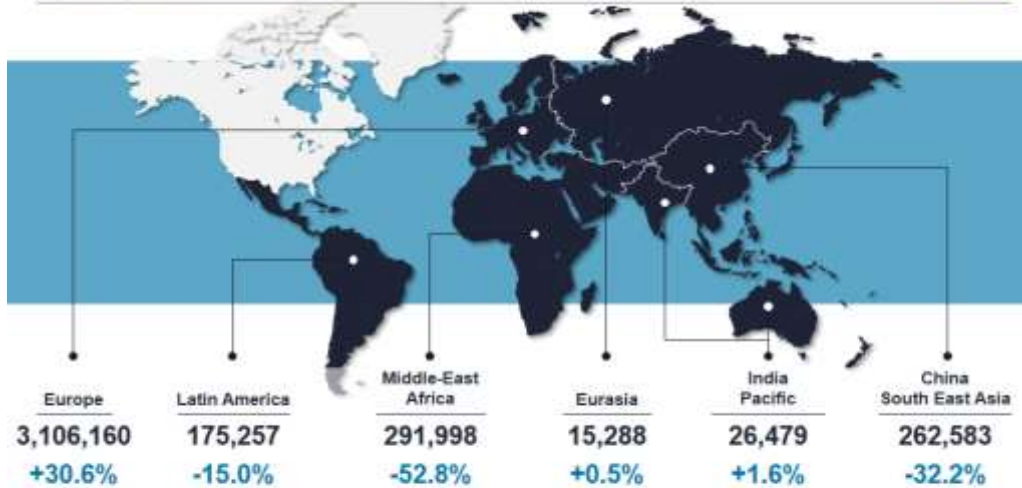 Europe
3,106,160
+30.6%
Latin America
175,257
-15.0%
Middle-East
Africa
291,998
-52.8%
Eurasia
15,288
+0.5%
India
Pacific
26,479
+1.6%
China
South East Asia
262,583
-32.2%